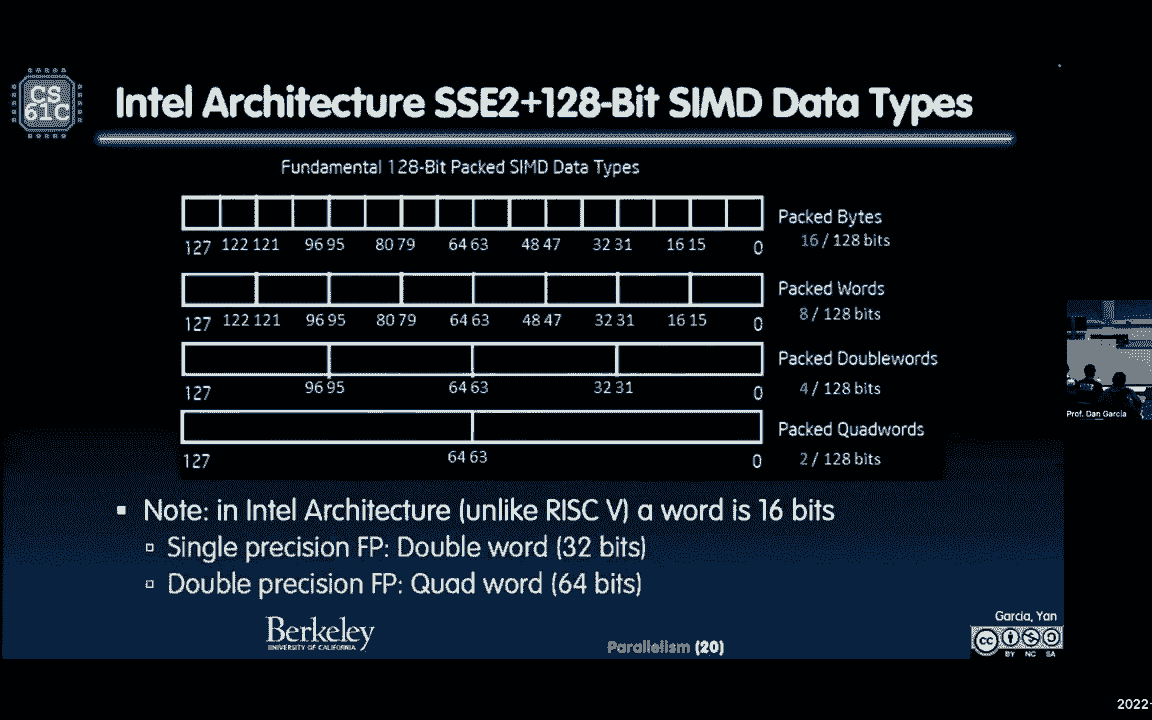 CS
61C
Intel Architecture SSE2+128-Bit SIMD Data Types
Fundamental 128-Bit Packed SIMD Data Types
Packed Bytes
16 / 128 bits
127 122 121 96 95 80 79 64 63 48 47 32 31 16 15 0
Packed Words
8 / 128 bits
127 122 121 96 95 80 79 64 63 48 47 32 31 16 15 0
Packed Doublewords
4 / 128 bits
127 96 95 64 63 32 31 0
Packed Quadwords
2 / 128 bits
127 64 63 0
Note: in Intel Architecture (unlike RISC V) a word is 16 bits
Single precision FP: Double word (32 bits)
Double precision FP: Quad word (64 bits)
Berkeley
UNIVERSITY OF CALIFORNIA
Parallelism (20)
Garcia, Yan
cc
BY NC SA
Prof. Dan Garcia
2022-